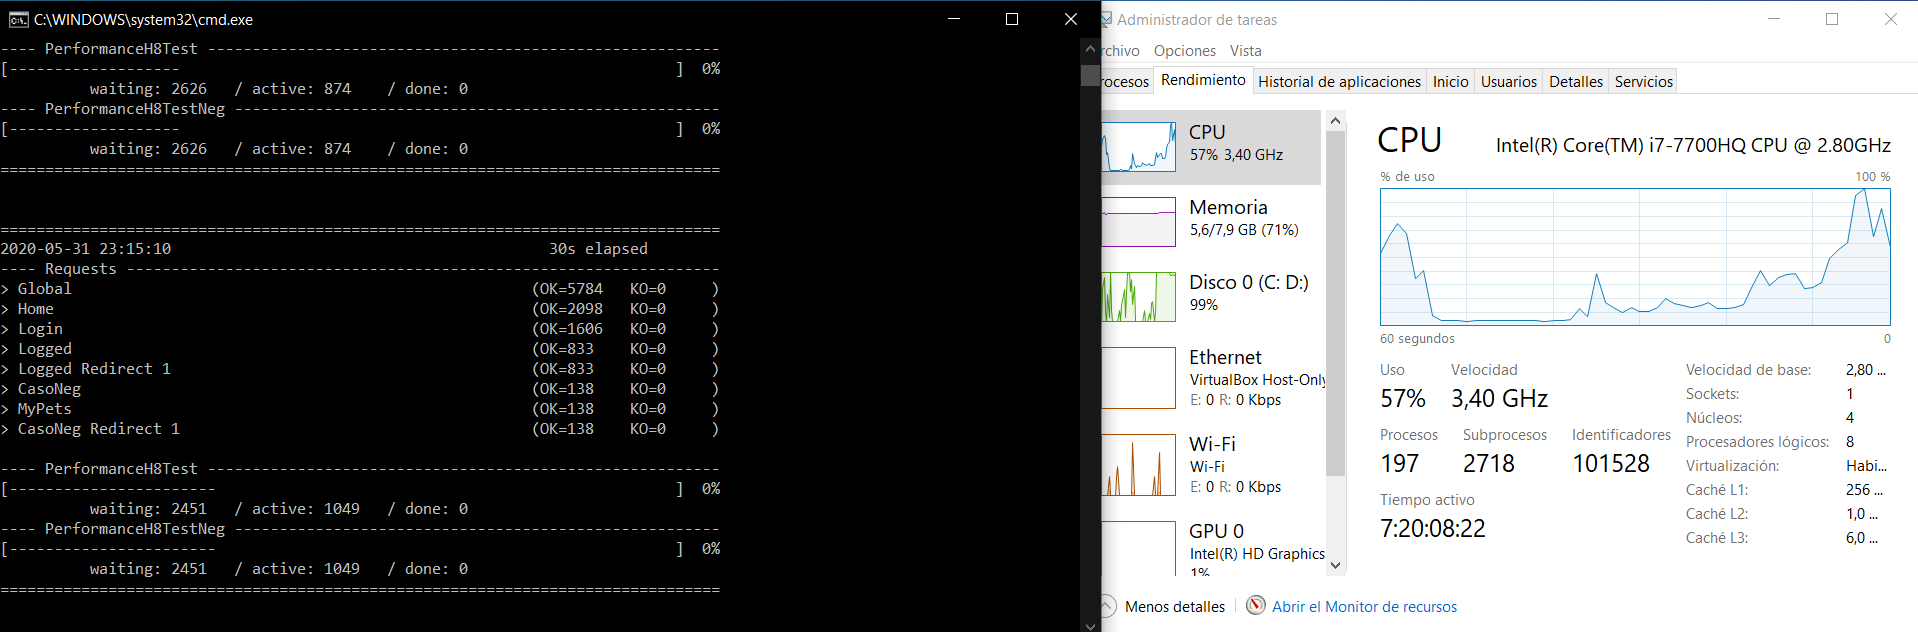 C:\WINDOWS\system32\cmd.exe
---- PerformanceH8Test ---------------------------------------------------------
[-------------------                                                       ]  0%
          waiting: 2626   / active: 874    / done: 0
---- PerformanceH8TestNeg ------------------------------------------------------
[-------------------                                                       ]  0%
          waiting: 2626   / active: 874    / done: 0
================================================================================
================================================================================
2020-05-31 23:15:10                                          30s elapsed
---- Requests ------------------------------------------------------------------
> Global                                                   (OK=5784   KO=0     )
> Home                                                     (OK=2098   KO=0     )
> Login                                                    (OK=1606   KO=0     )
> Logged                                                   (OK=833    KO=0     )
> Logged Redirect 1                                        (OK=833    KO=0     )
> CasoNeg                                                  (OK=138    KO=0     )
> MyPets                                                   (OK=138    KO=0     )
> CasoNeg Redirect 1                                       (OK=138    KO=0     )
---- PerformanceH8Test ---------------------------------------------------------
[-----------------------                                                   ]  0%
          waiting: 2451   / active: 1049   / done: 0
---- PerformanceH8TestNeg ------------------------------------------------------
[-----------------------                                                   ]  0%
          waiting: 2451   / active: 1049   / done: 0
================================================================================
Administrador de tareas
rchivo Opciones Vista
rocesos Rendimiento Historial de aplicaciones Inicio Usuarios Detalles Servicios
CPU
57% 3,40 GHz
Memoria
5,6/7,9 GB (71%)
Disco 0 (C: D:)
99%
Ethernet
VirtualBox Host-Only
E: 0 R: 0 Kbps
Wi-Fi
Wi-Fi
E: 0 R: 0 Kbps
GPU 0
Intel(R) HD Graphics
1%
CPU Intel(R) Core(TM) i7-7700HQ CPU @ 2.80GHz
% de uso 100 %
60 segundos 0
Uso Velocidad
57% 3,40 GHz
Procesos Subprocesos Identificadores
197 2718 101528
Tiempo activo
7:20:08:22
Velocidad de base: 2,80 ...
Sockets: 1
Núcleos: 4
Procesadores lógicos: 8
Virtualización: Habi...
Caché L1: 256 ...
Caché L2: 1,0 ...
Caché L3: 6,0 ...
Menos detalles Abrir el Monitor de recursos